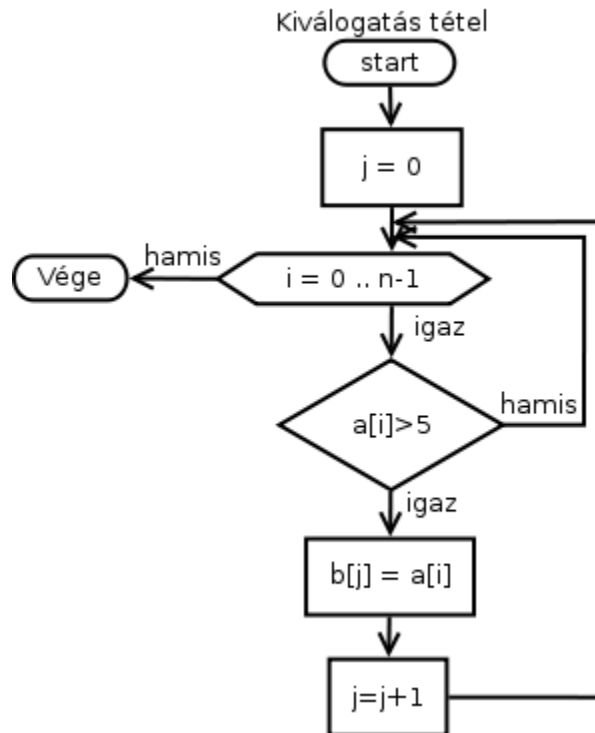 Kiválogatás tétel
start
j = 0
hamis
Vége
i = 0 .. n-1
igaz
a[i]>5
hamis
igaz
b[j] = a[i]
j=j+1